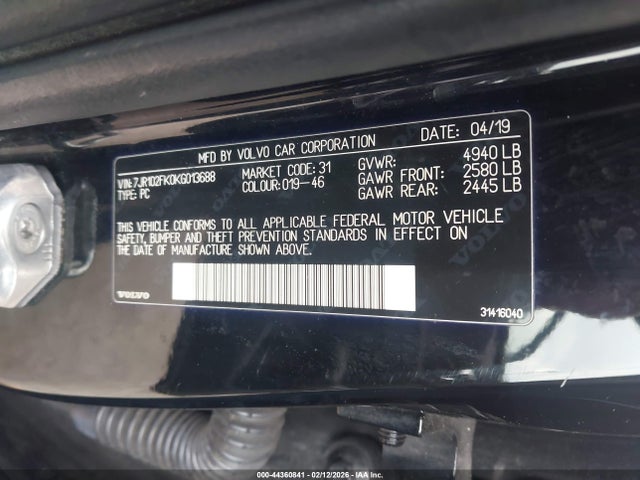 MFD BY VOLVO CAR CORPORATION DATE: 04/19
VIN: 7JR102FK0KG013688 MARKET CODE: 31 GVWR: 4940 LB
TYPE: PC COLOUR: 019-46 GAWR FRONT: 2580 LB
GAWR REAR: 2445 LB
THIS VEHICLE CONFORMS TO ALL APPLICABLE FEDERAL MOTOR VEHICLE
SAFETY, BUMPER AND THEFT PREVENTION STANDARDS IN EFFECT ON
THE DATE OF MANUFACTURE SHOWN ABOVE.
VOLVO 31416040
000-44360841 - 02/12/2026 - IAA Inc.